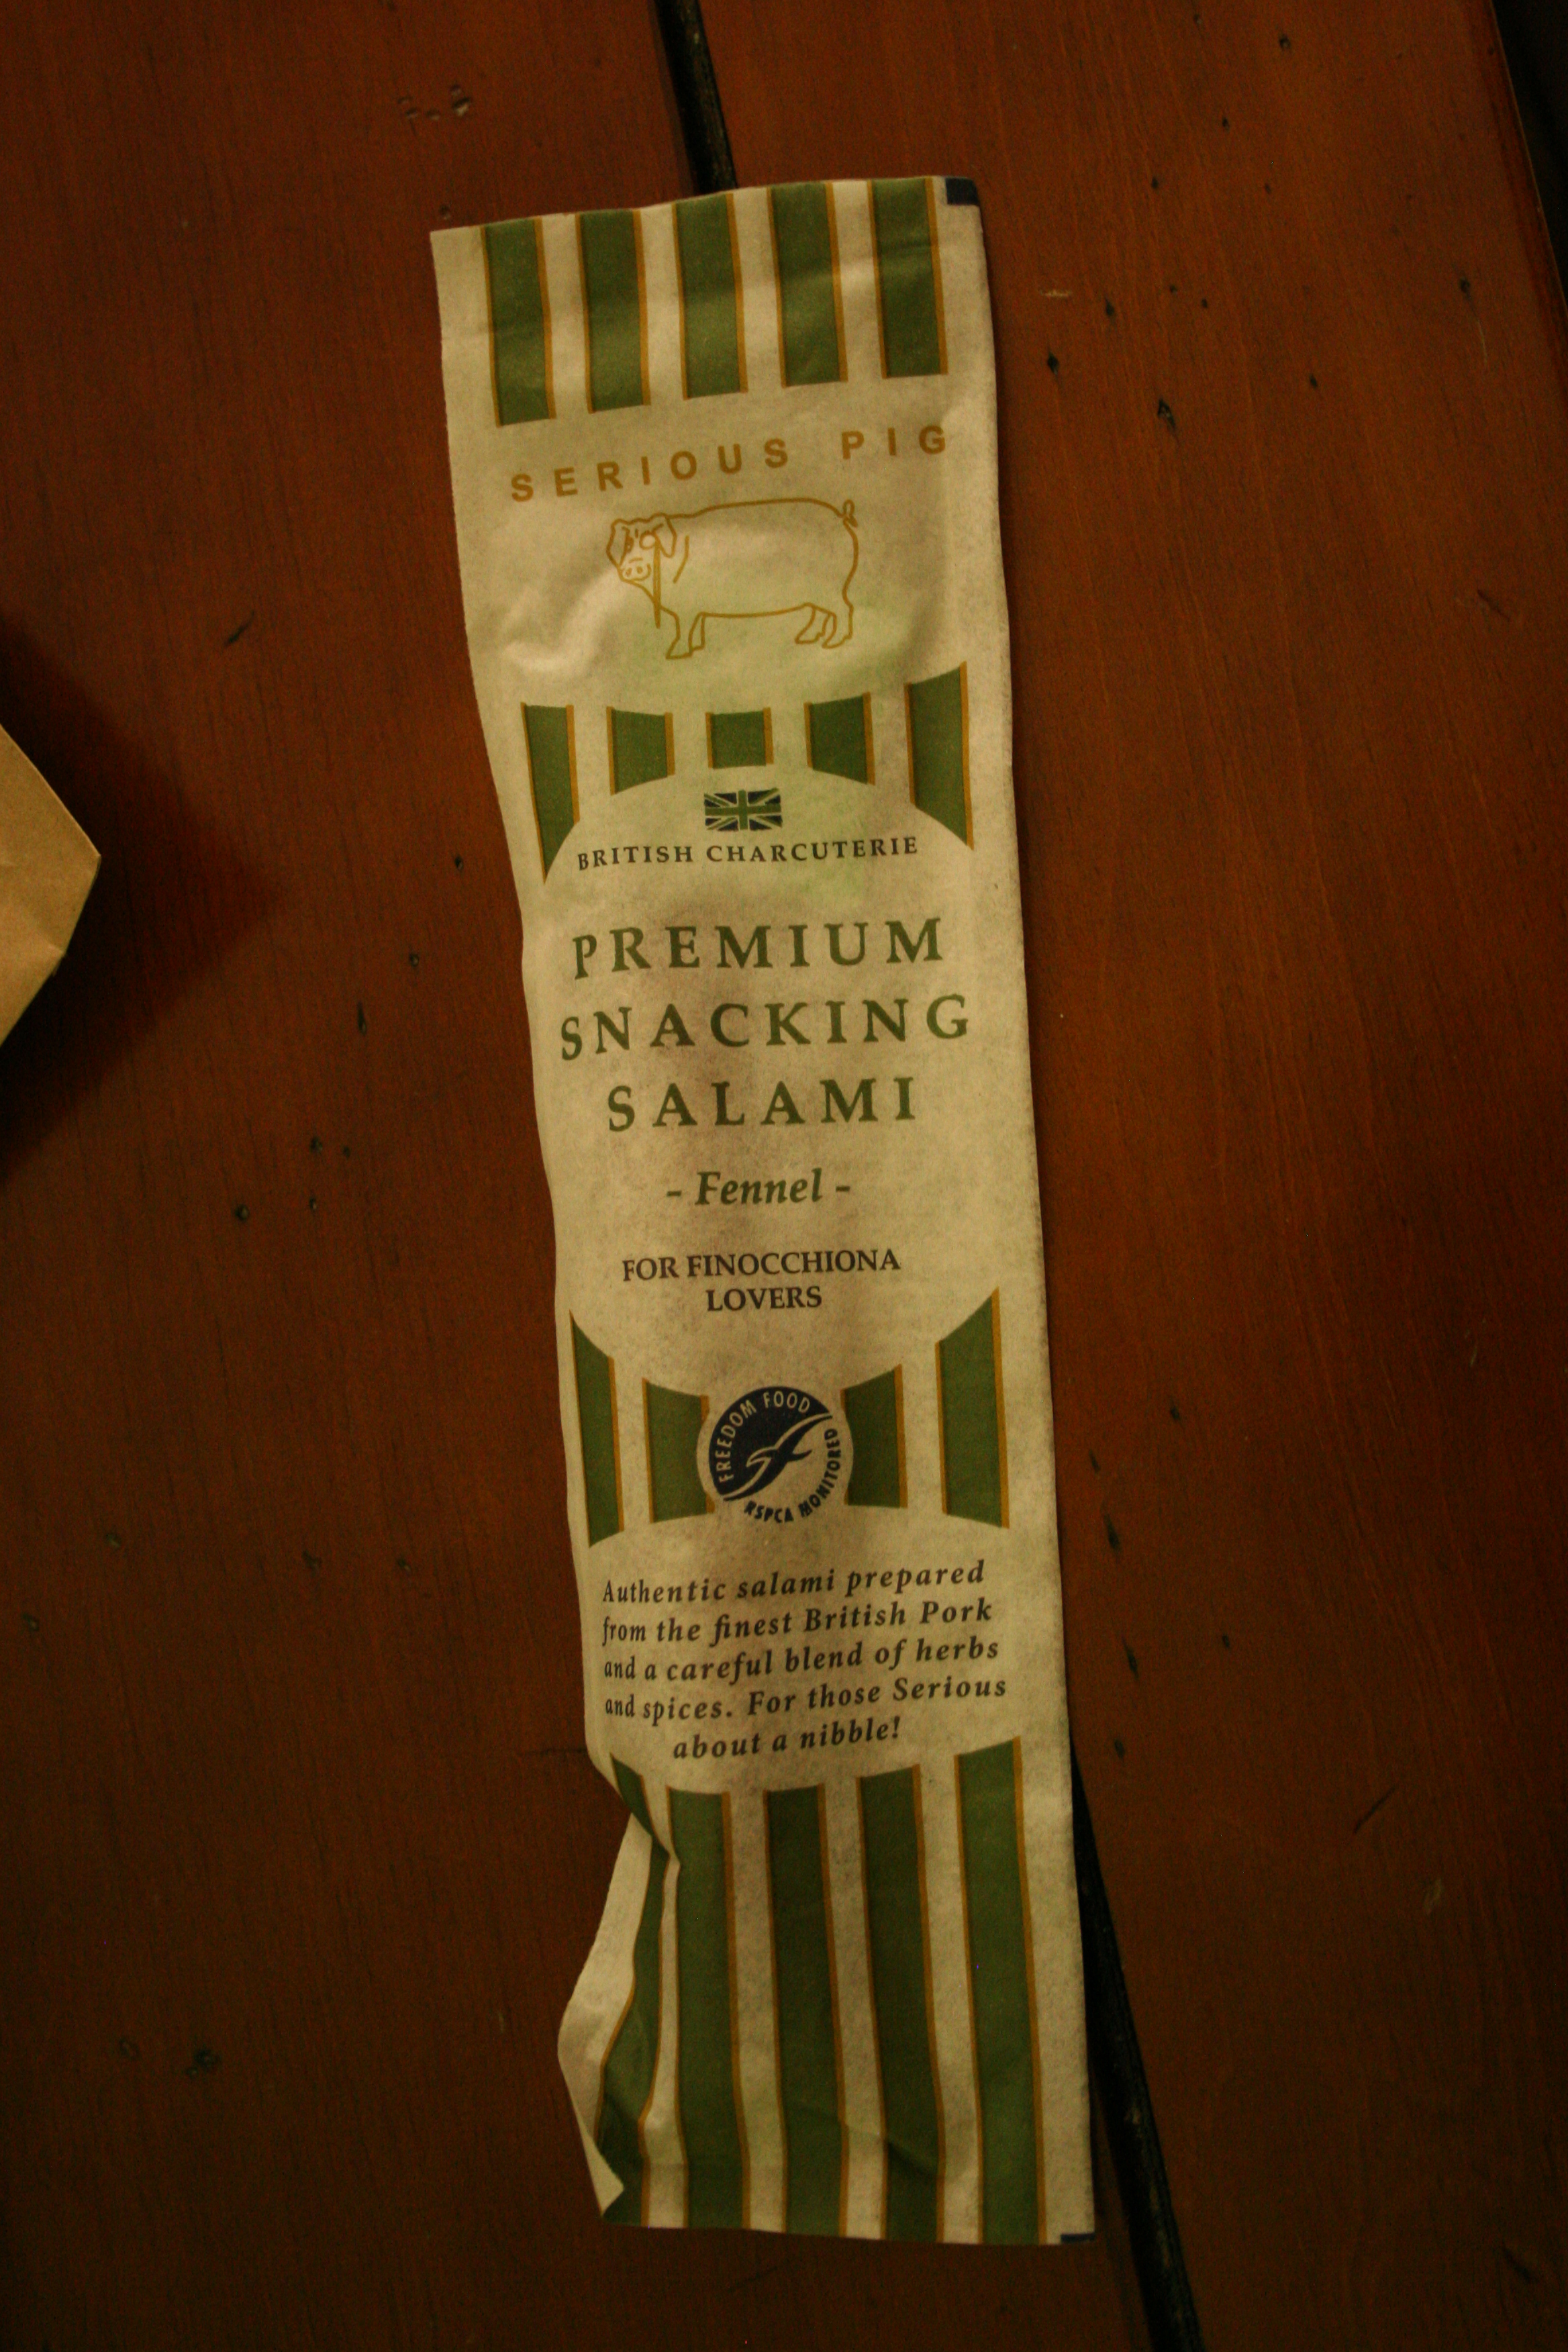 SERIOUS PIG
BRITISH CHARCUTERIE
PREMIUM
SNACKING
SALAMI
- Fennel -
FOR FINOCCHIONA
LOVERS
FREEDOM FOOD
RSPCA MONITORED
Authentic salami prepared
from the finest British Pork
and a careful blend of herbs
and spices. For those Serious
about a nibble!